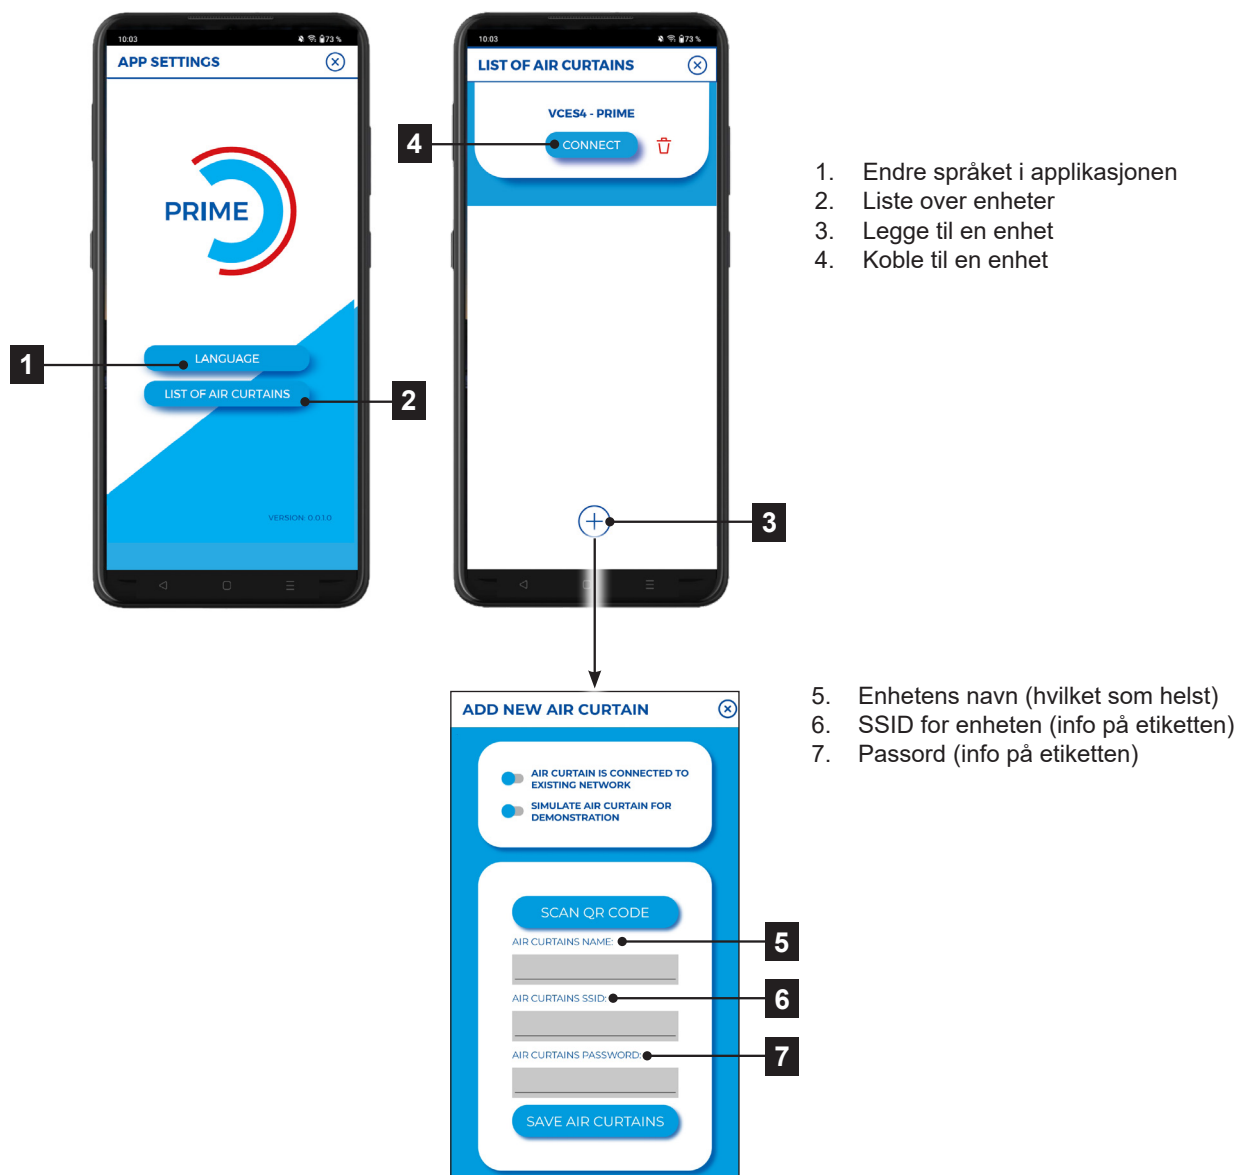 10:03
73 %
APP SETTINGS
PRIME
1
LANGUAGE
LIST OF AIR CURTAINS
2
VERSION: 0.0.1.0
10:03
73 %
LIST OF AIR CURTAINS
VCES4 - PRIME
4
CONNECT
3
1. Endre språket i applikasjonen
2. Liste over enheter
3. Legge til en enhet
4. Koble til en enhet
ADD NEW AIR CURTAIN
AIR CURTAIN IS CONNECTED TO
EXISTING NETWORK
SIMULATE AIR CURTAIN FOR
DEMONSTRATION
SCAN QR CODE
AIR CURTAINS NAME:
5
AIR CURTAINS SSID:
6
AIR CURTAINS PASSWORD:
7
SAVE AIR CURTAINS
5. Enhetens navn (hvilket som helst)
6. SSID for enheten (info på etiketten)
7. Passord (info på etiketten)